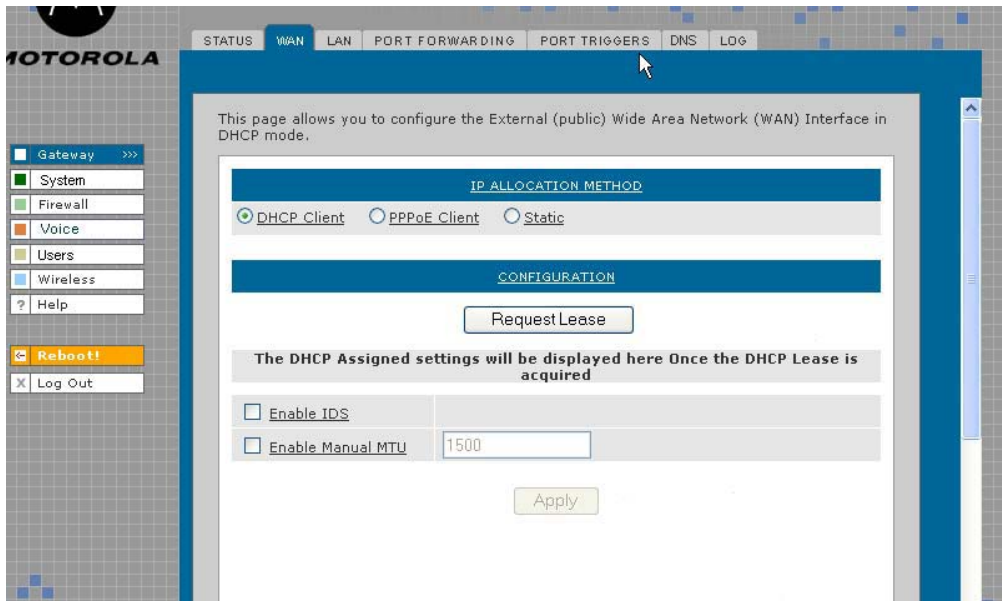 MOTOROLA
STATUS WAN LAN PORT FORWARDING PORT TRIGGERS DNS LOG
Gateway >>>
System
Firewall
Voice
Users
Wireless
? Help
Reboot!
X Log Out
This page allows you to configure the External (public) Wide Area Network (WAN) Interface in
DHCP mode.
IP ALLOCATION METHOD
DHCP Client PPPoE Client Static
CONFIGURATION
Request Lease
The DHCP Assigned settings will be displayed here Once the DHCP Lease is
acquired
Enable IDS
Enable Manual MTU 1500
Apply